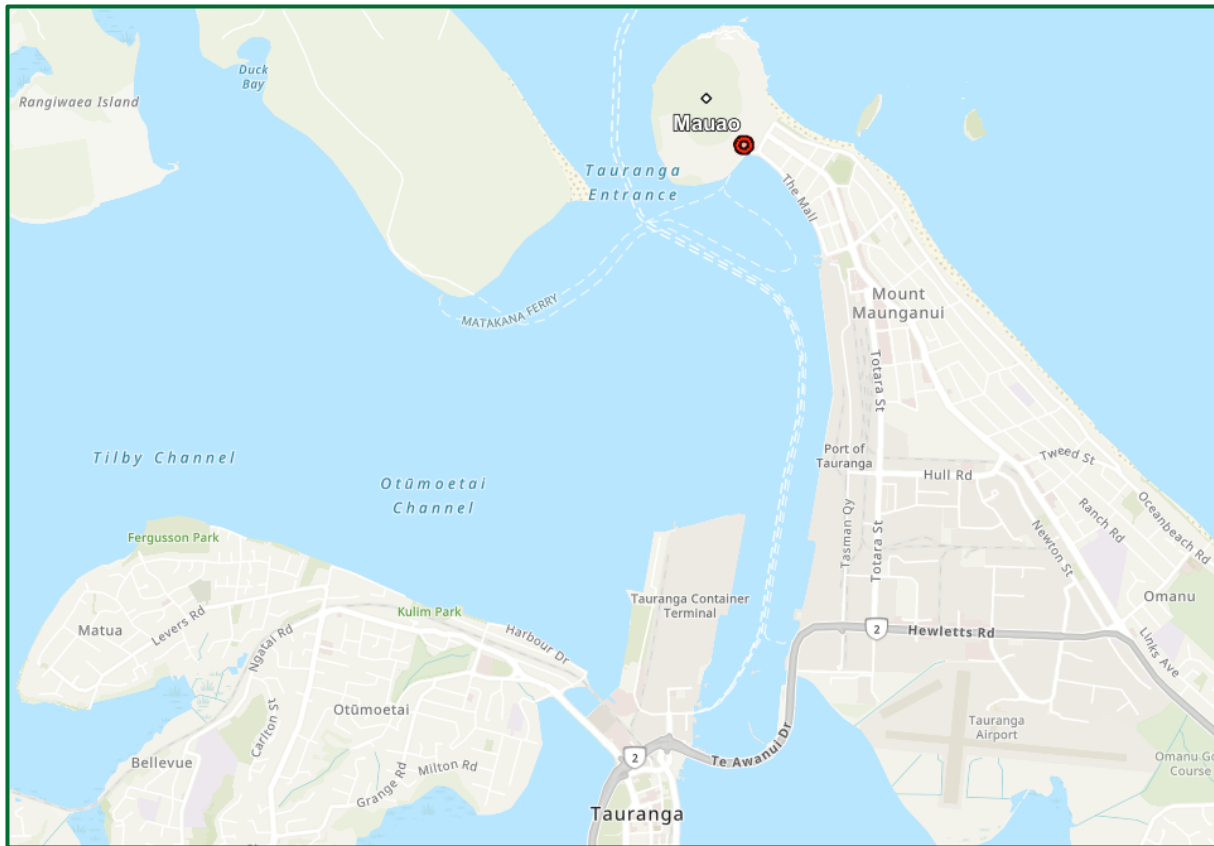 Duck
Bay
Rangiwaea Island
Mauao
Tauranga
Entrance
The Mall
MATAKANA FERRY
Mount
Maunganui
Totara St
Tilby Channel
Otūmoetai
Channel
Port of
Tauranga
Hull Rd
Tweed St
Oceanbeach Rd
Ranch Rd
Tasman Qy
Totara St
Newton St
Fergusson Park
Tauranga Container
Terminal
Omanu
Kulim Park
Matua
Levers Rd
Ngatai Rd
Harbour Dr
2
Hewletts Rd
Links Ave
Carlton St
Otūmoetai
Tauranga
Airport
Bellevue
Milton Rd
Grange Rd
2
Te Awanui Dr
Omanu Go
Course
Tauranga